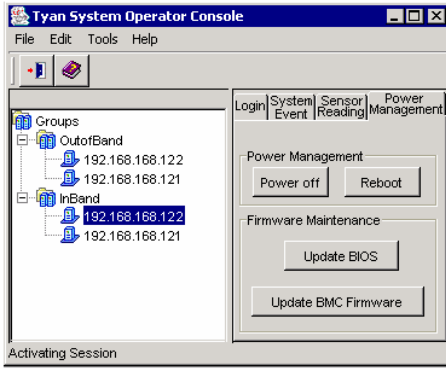 Tyan System Operator Console
File Edit Tools Help
Groups
OutofBand
192.168.168.122
192.168.168.121
InBand
192.168.168.122
192.168.168.121
Login
System Event
Sensor Reading
Power Management
Power Management
Power off Reboot
Firmware Maintenance
Update BIOS
Update BMC Firmware
Activating Session